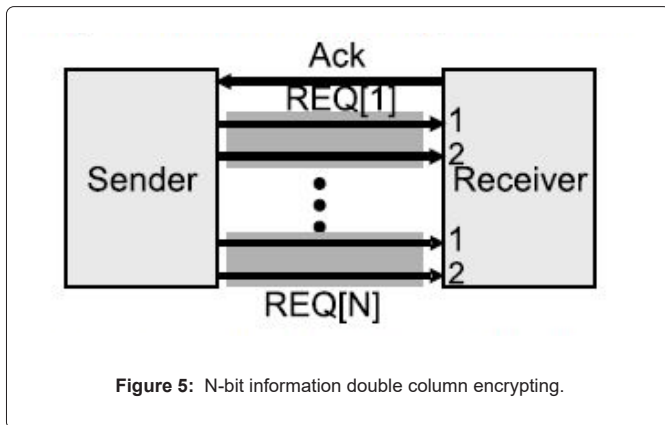 Ack
REQ[1]
1
2
Sender
Receiver
1
2
REQ[N]
Figure 5: N-bit information double column encrypting.